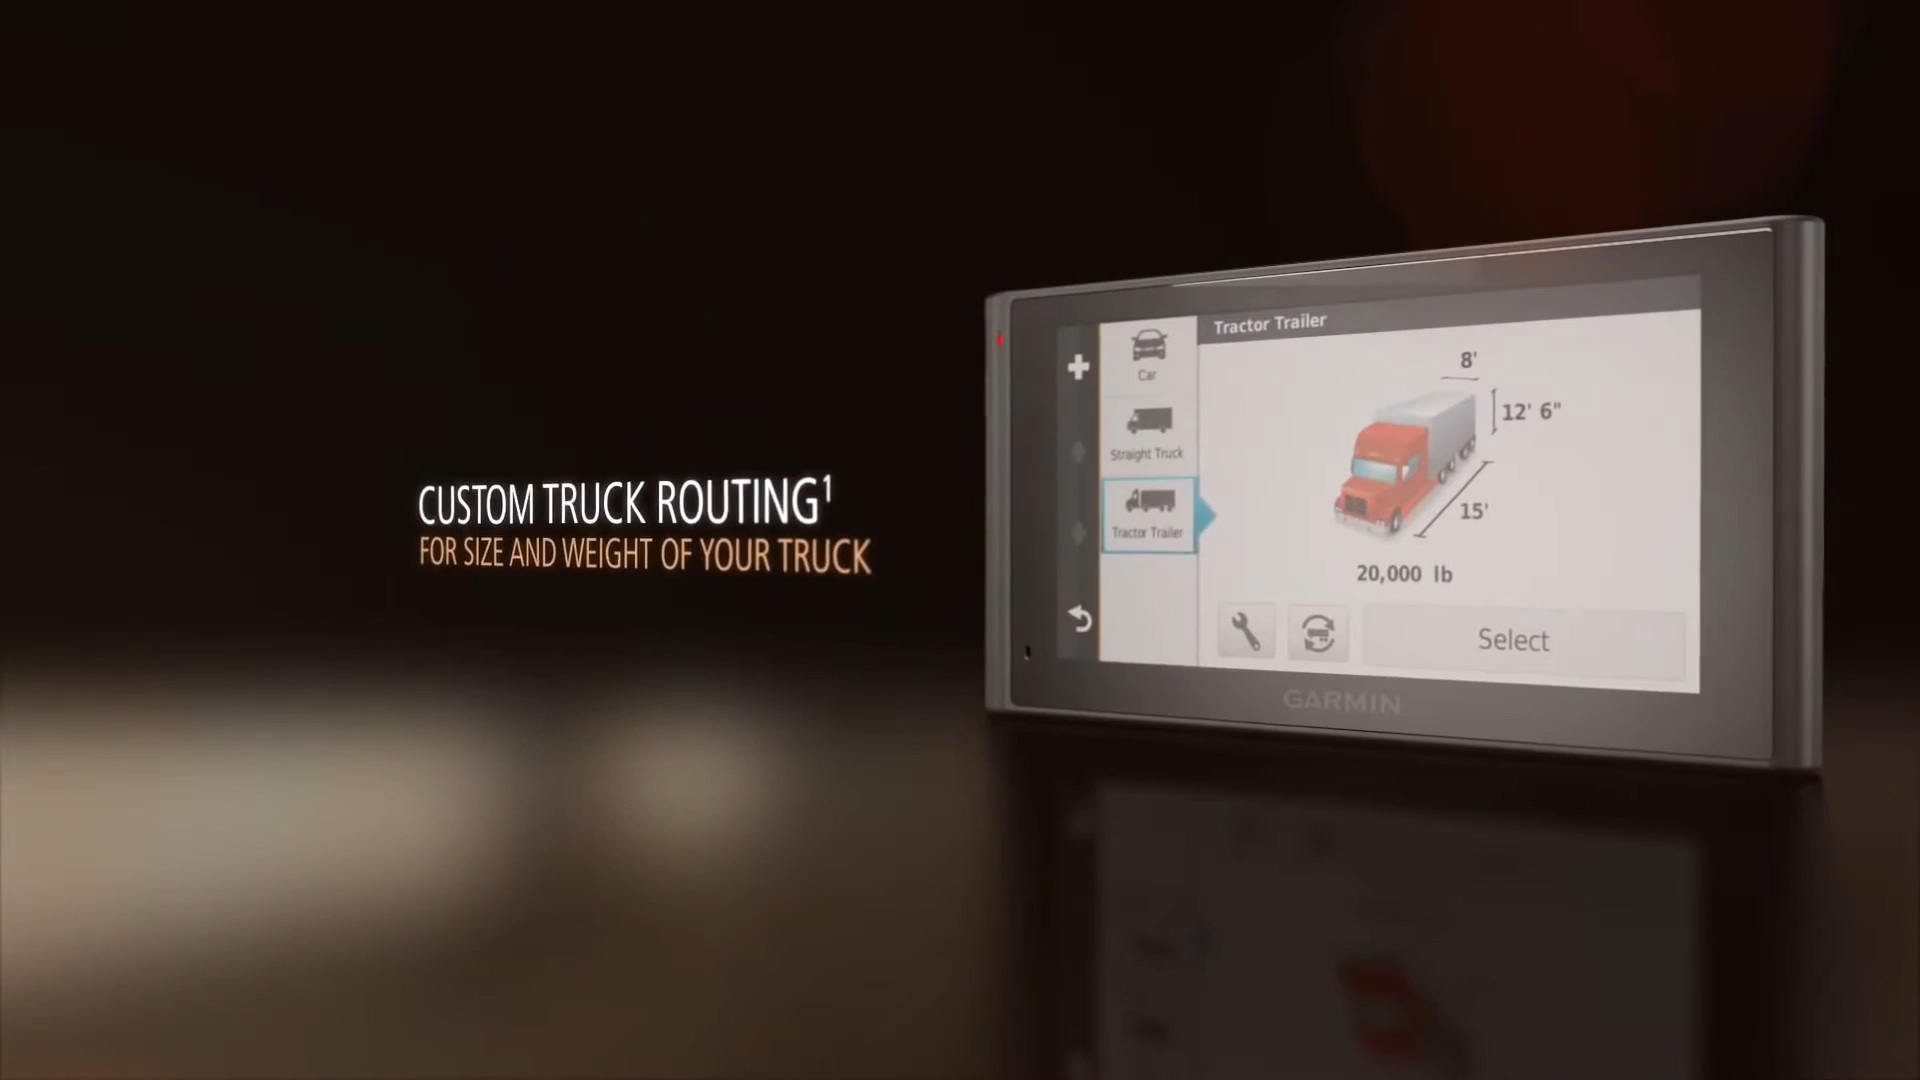 CUSTOM TRUCK ROUTING¹
FOR SIZE AND WEIGHT OF YOUR TRUCK
Tractor Trailer
Car
Straight Truck
Tractor Trailer
8'
12' 6"
15'
20,000 lb
Select
GARMIN